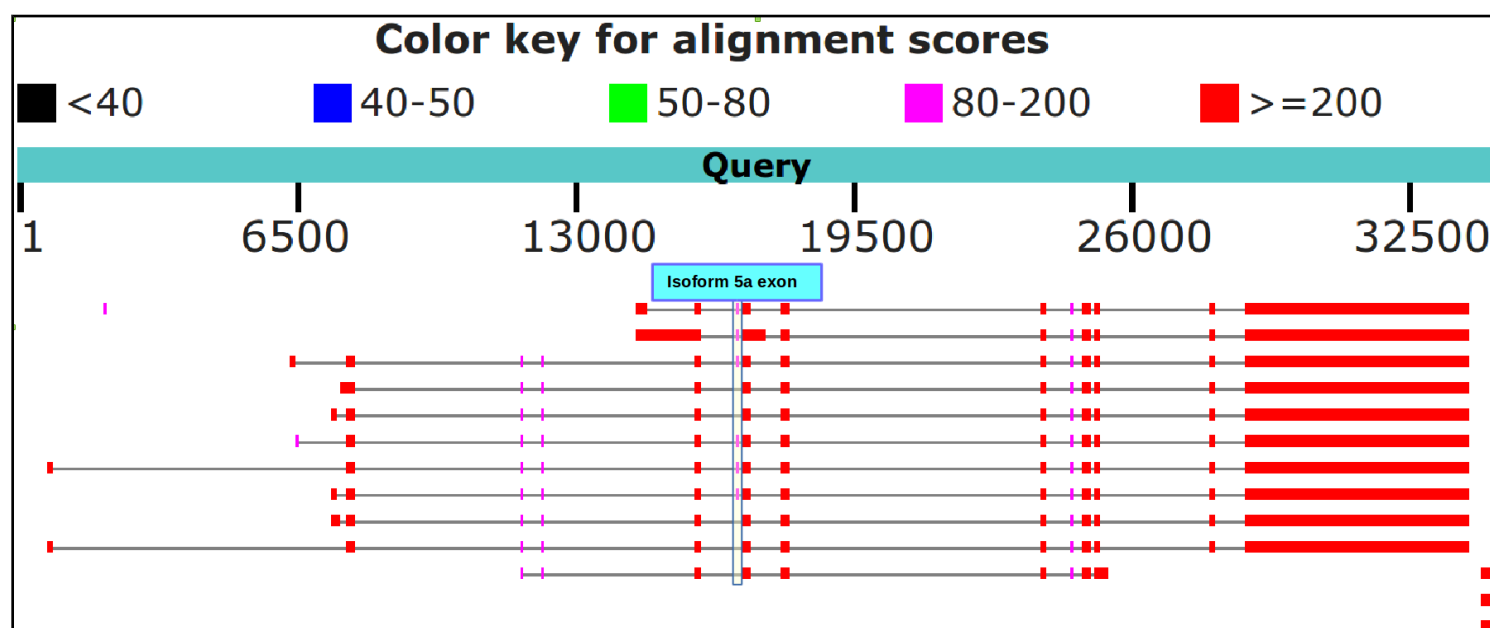 Color key for alignment scores
<40 40-50 50-80 80-200 >=200
Query
1 6500 13000 19500 26000 32500
Isoform 5a exon